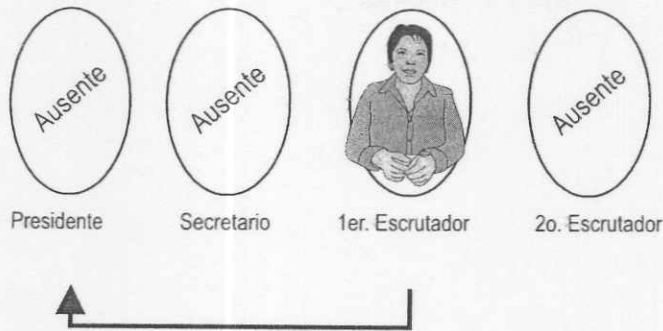 Ausente
Ausente
Ausente
Presidente
Secretario
1er. Escrutador
2o. Escrutador